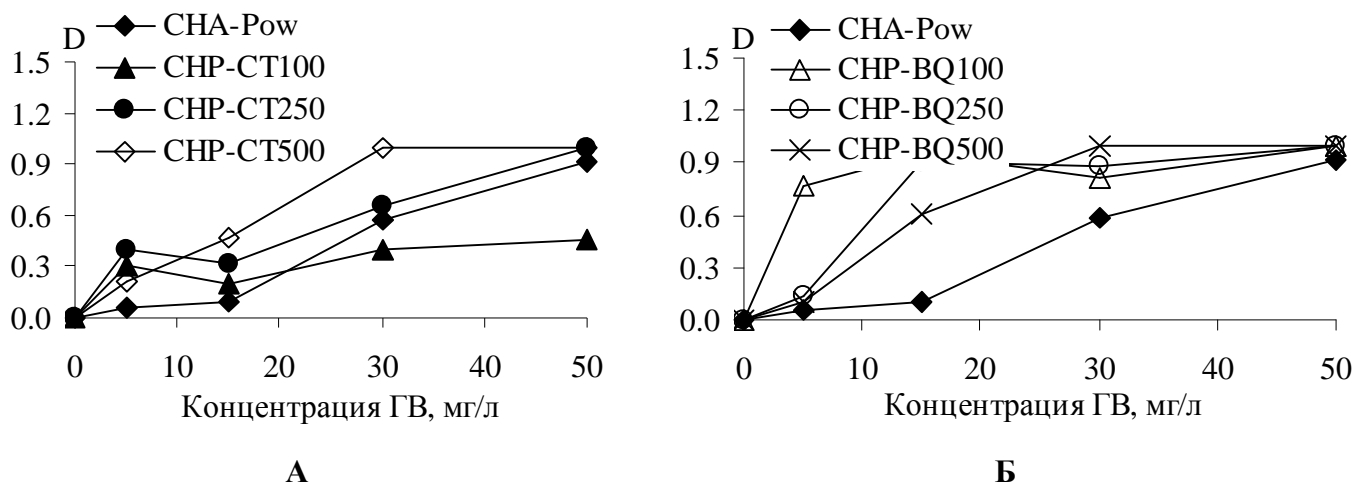 D
CHA-Pow
CHP-CT100
CHP-CT250
CHP-CT500
1.5
1.2
0.9
0.6
0.3
0.0
0 10 20 30 40 50
Концентрация ГВ, мг/л
А
D
CHA-Pow
CHP-BQ100
CHP-BQ250
CHP-BQ500
1.5
1.2
0.9
0.6
0.3
0.0
0 10 20 30 40 50
Концентрация ГВ, мг/л
Б